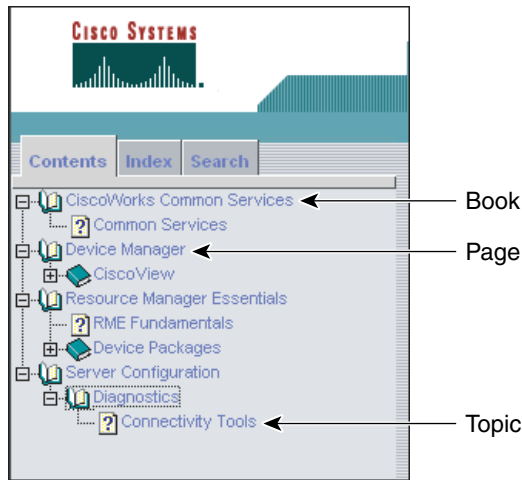 CISCO SYSTEMS
Contents Index Search
CiscoWorks Common Services Book
Common Services
Device Manager Page
CiscoView
Resource Manager Essentials
RME Fundamentals
Device Packages
Server Configuration
Diagnostics
Connectivity Tools Topic